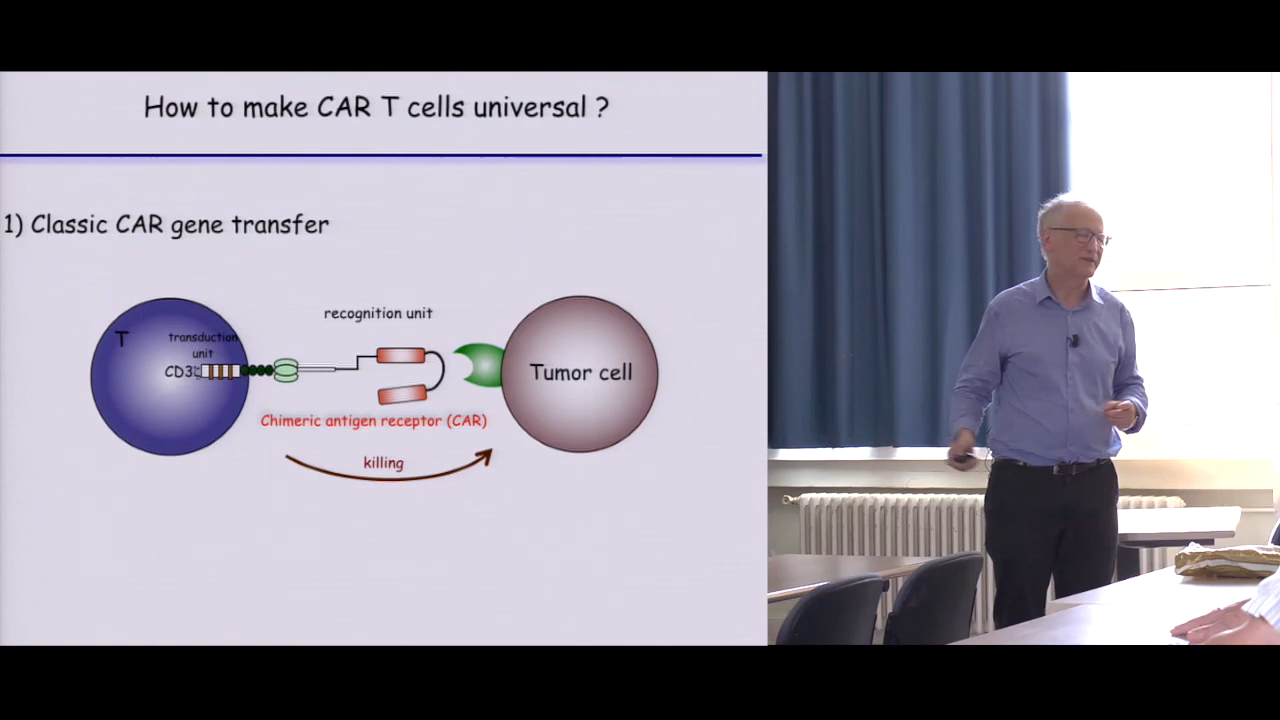 How to make CAR T cells universal ?
1) Classic CAR gene transfer
recognition unit
T
transduction
unit
CD3ζ
Tumor cell
Chimeric antigen receptor (CAR)
killing